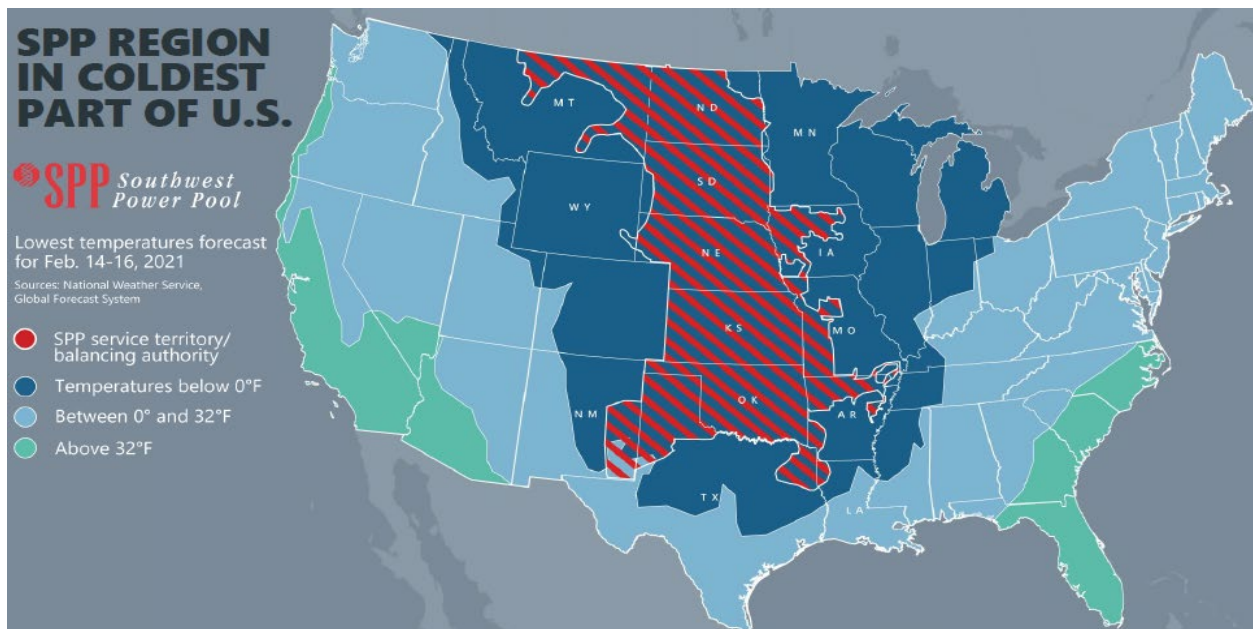 SPP REGION
IN COLDEST
PART OF U.S.
SPP Southwest
Power Pool
Lowest temperatures forecast
for Feb. 14-16, 2021
Sources: National Weather Service,
Global Forecast System
SPP service territory/
balancing authority
Temperatures below 0°F
Between 0° and 32°F
Above 32°F
MT
ND
MN
SD
WY
NE
IA
KS
MO
OK
NM
AR
TX
LA